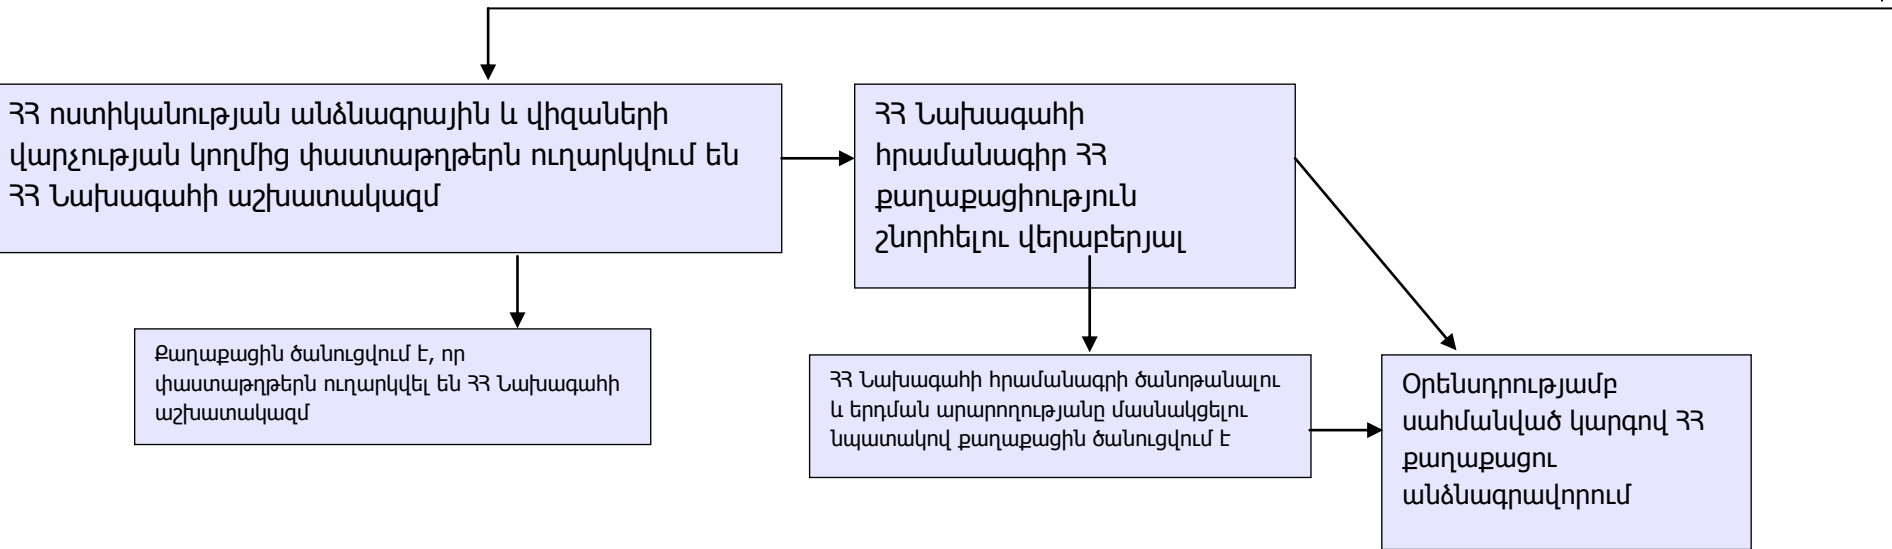 ՀՀ ոստիկանության անձնագրային և վիզաների
վարչության կողմից փաստաթղթերն ուղարկվում են
ՀՀ Նախագահի աշխատակազմ
ՀՀ Նախագահի
հրամանագիր ՀՀ
քաղաքացիություն
շնորհելու վերաբերյալ
Քաղաքացին ծանուցվում է, որ
փաստաթղթերն ուղարկվել են ՀՀ Նախագահի
աշխատակազմ
ՀՀ Նախագահի հրամանագրի ծանոթանալու
և երդման արարողությանը մասնակցելու
նպատակով քաղաքացին ծանուցվում է
Օրենսդրությամբ
սահմանված կարգով ՀՀ
քաղաքացու
անձնագրավորում